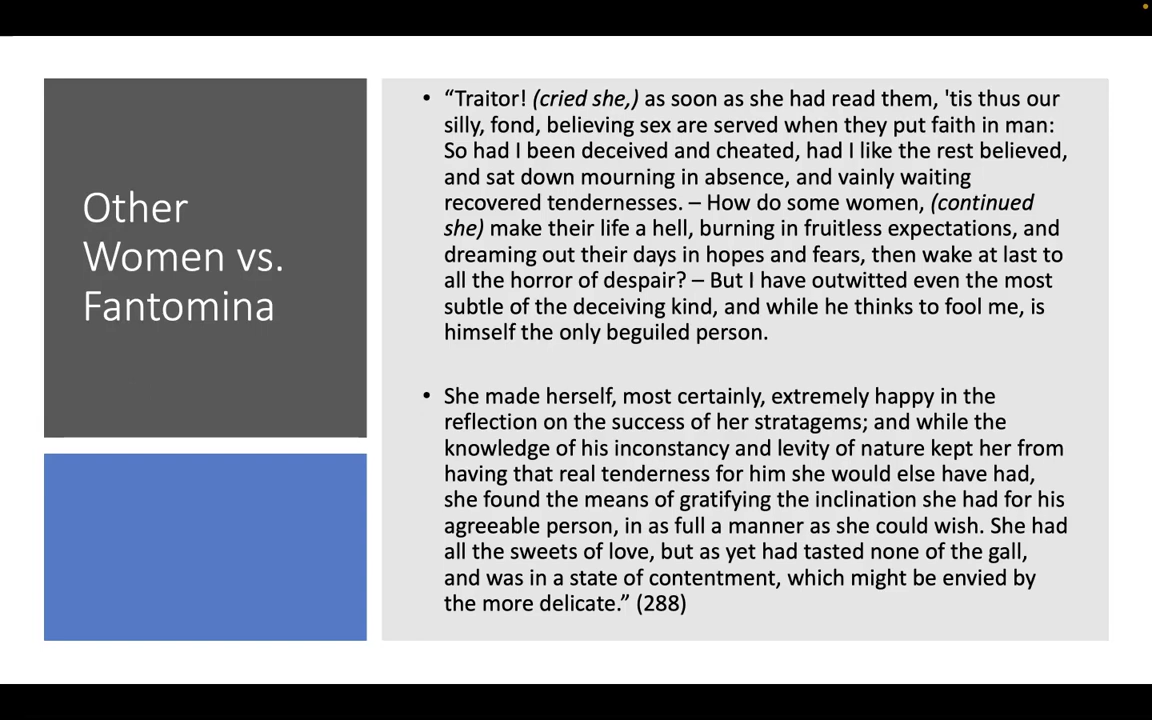 Other
Women vs.
Fantomina
• “Traitor! (cried she,) as soon as she had read them, 'tis thus our
silly, fond, believing sex are served when they put faith in man:
So had I been deceived and cheated, had I like the rest believed,
and sat down mourning in absence, and vainly waiting
recovered tendernesses. – How do some women, (continued
she) make their life a hell, burning in fruitless expectations, and
dreaming out their days in hopes and fears, then wake at last to
all the horror of despair? – But I have outwitted even the most
subtle of the deceiving kind, and while he thinks to fool me, is
himself the only beguiled person.
• She made herself, most certainly, extremely happy in the
reflection on the success of her stratagems; and while the
knowledge of his inconstancy and levity of nature kept her from
having that real tenderness for him she would else have had,
she found the means of gratifying the inclination she had for his
agreeable person, in as full a manner as she could wish. She had
all the sweets of love, but as yet had tasted none of the gall,
and was in a state of contentment, which might be envied by
the more delicate.” (288)